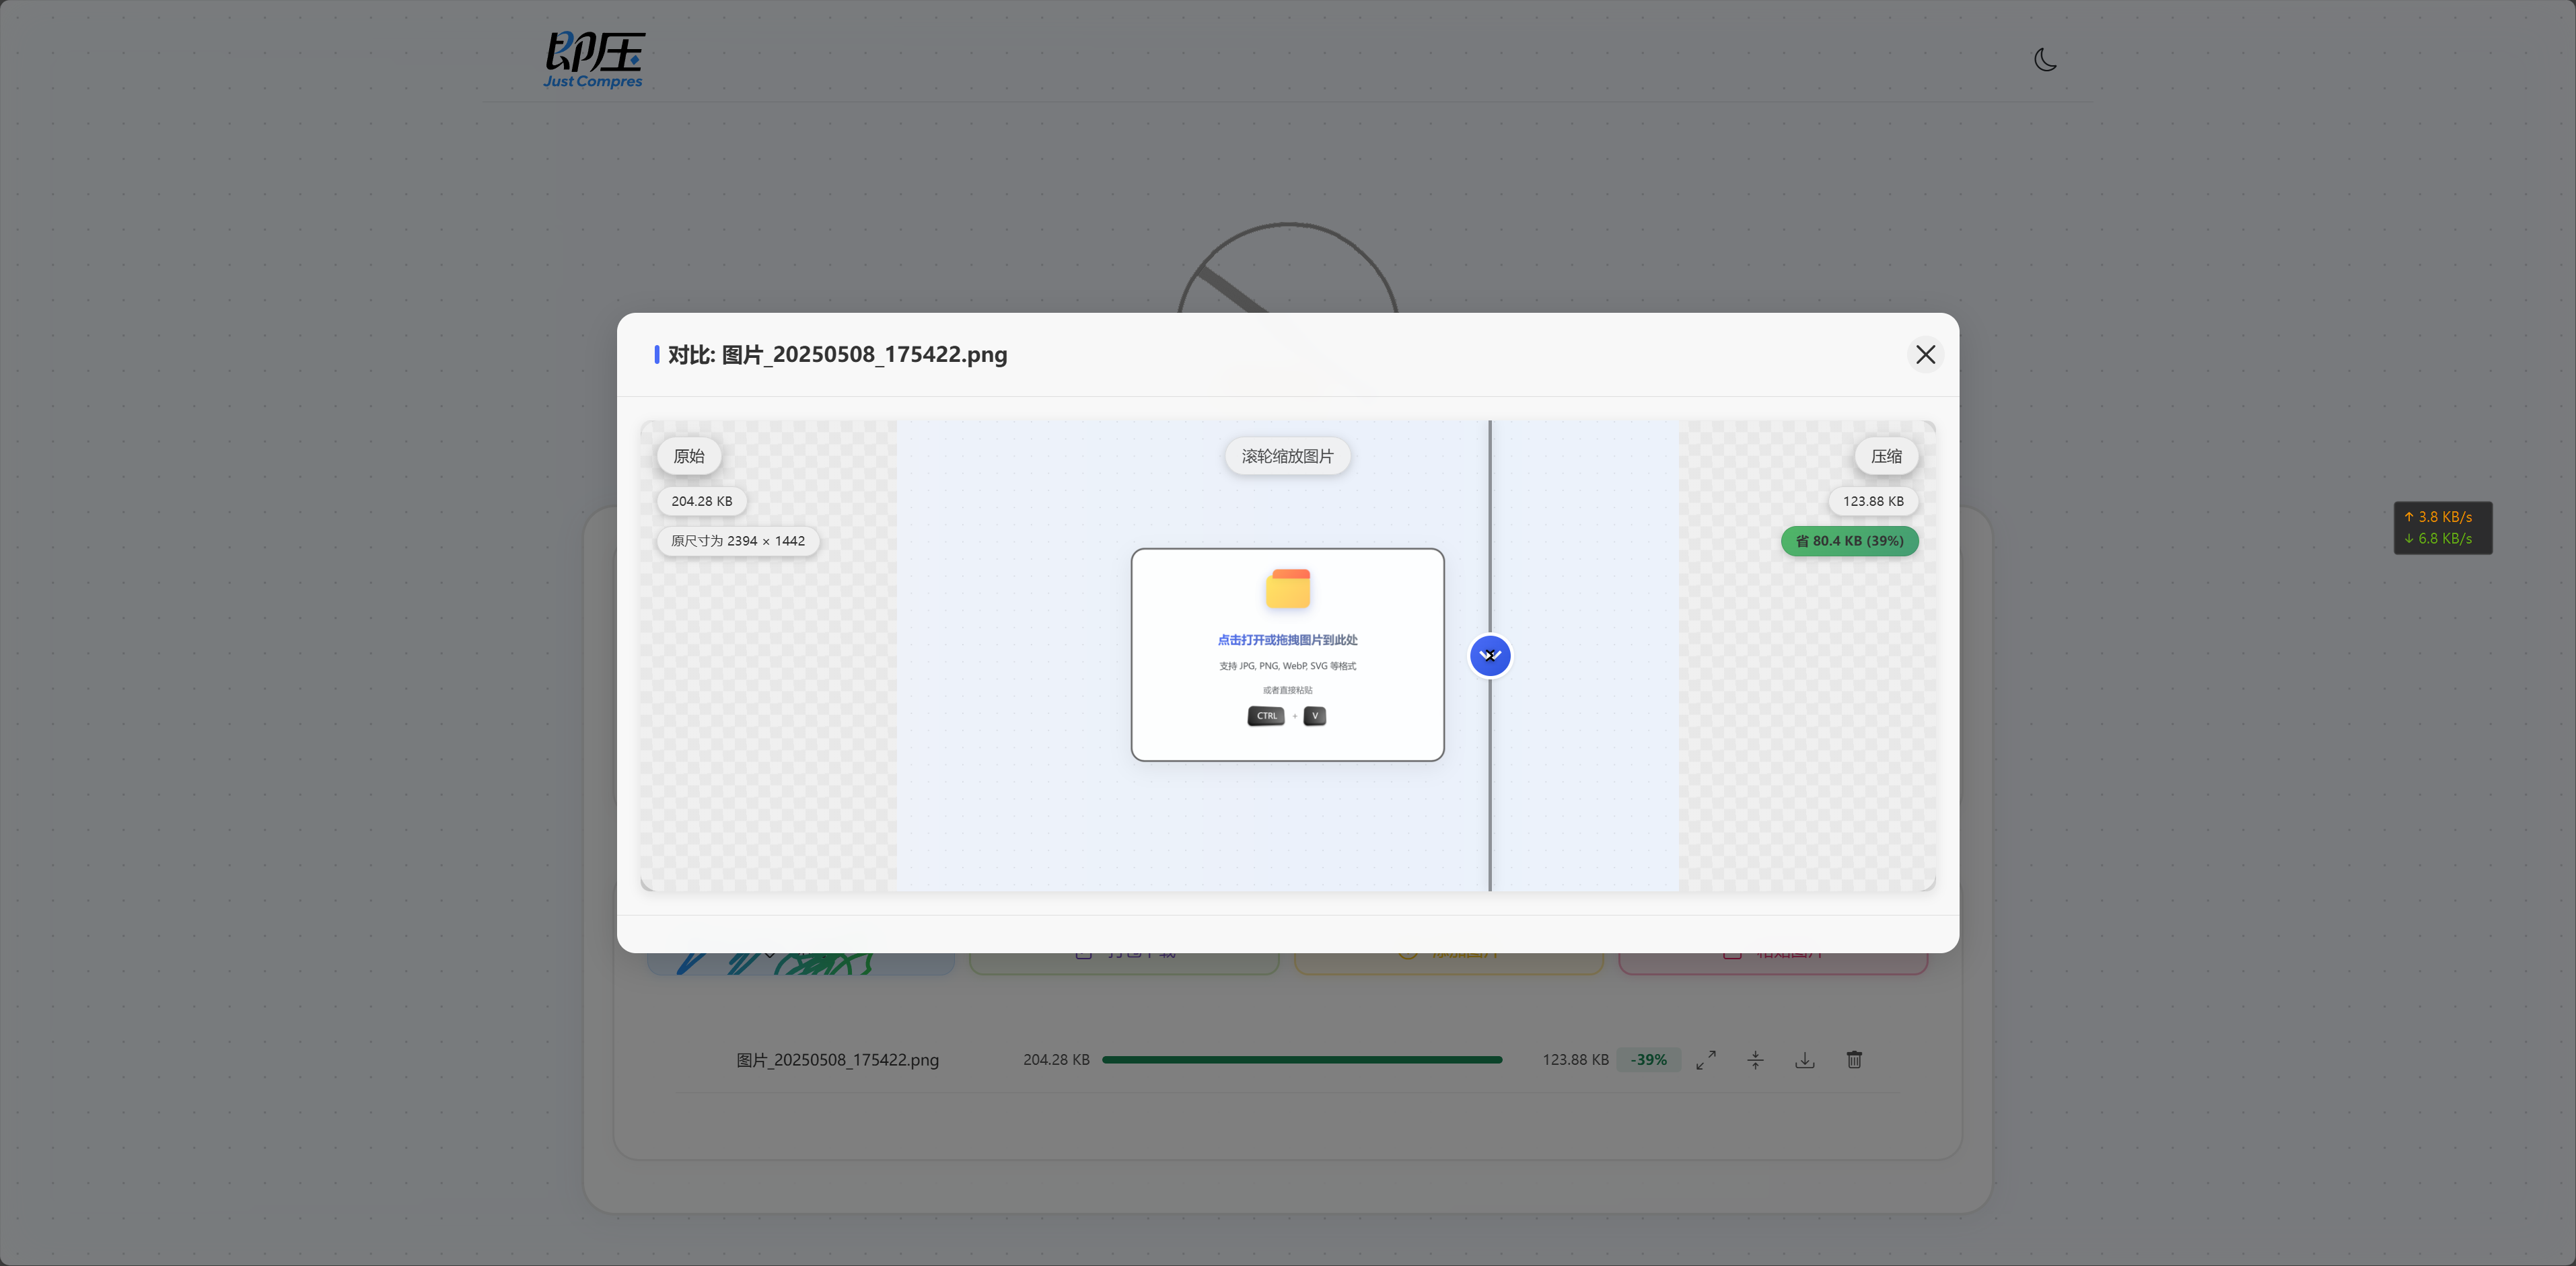 即压
Just Compres
对比: 图片_20250508_175422.png
原始
滚轮缩放图片
压缩
204.28 KB
123.88 KB
原尺寸为 2394 × 1442
省 80.4 KB (39%)
↑ 3.8 KB/s
↓ 6.8 KB/s
点击打开或拖拽图片到此处
支持 JPG, PNG, WebP, SVG 等格式
或者直接粘贴
CTRL + V
图片_20250508_175422.png 204.28 KB 123.88 KB -39%